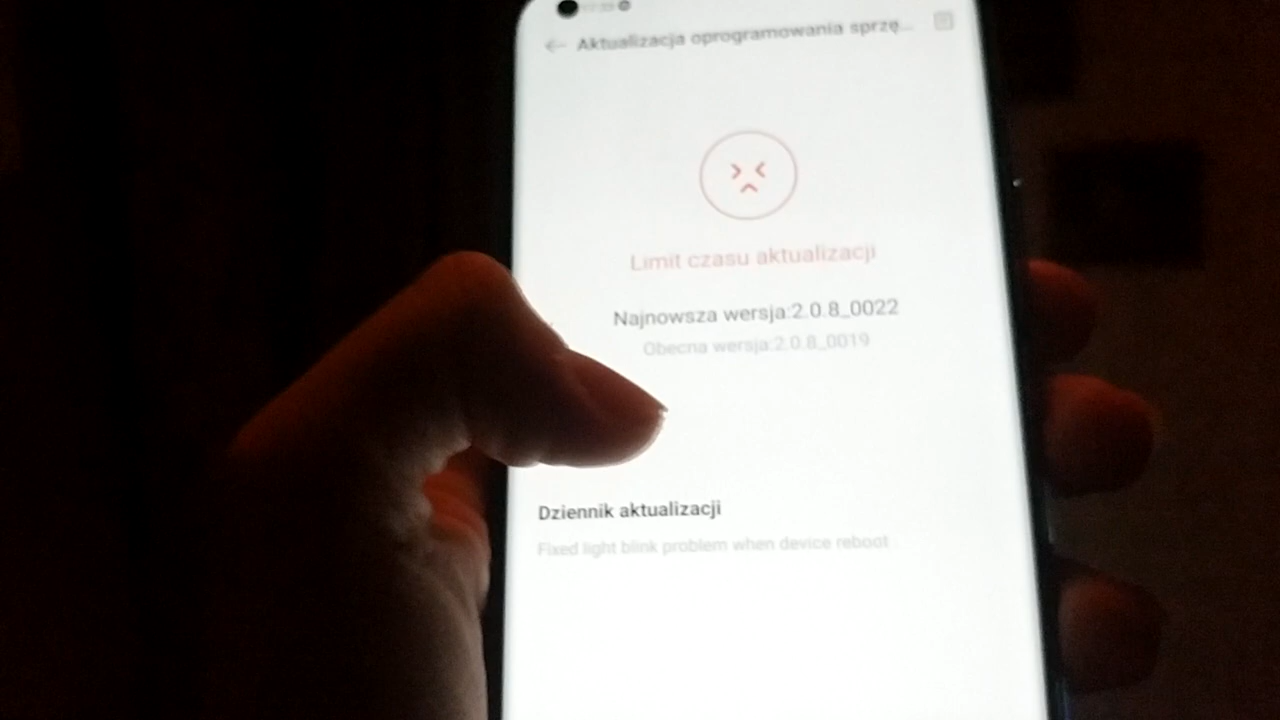 Aktualizacja oprogramowania sprzę...
Limit czasu aktualizacji
Najnowsza wersja:2.0.8_0022
Obecna wersja:2.0.8_0019
Dziennik aktualizacji
Fixed light blink problem when device reboot